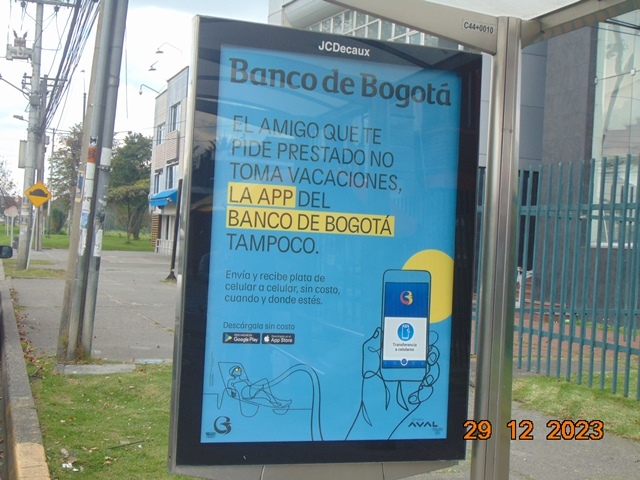 C44+0010
JCDecaux
Banco de Bogotá
EL AMIGO QUE TE
PIDE PRESTADO NO
TOMA VACACIONES,
LA APP DEL
BANCO DE BOGOTÁ
TAMPOCO.
Envía y recibe plata de
celular a celular, sin costo,
cuando y donde estés.
Descárgala sin costo
Google Play
App Store
Transferencia
a celulares
AVAL
29 12 2023